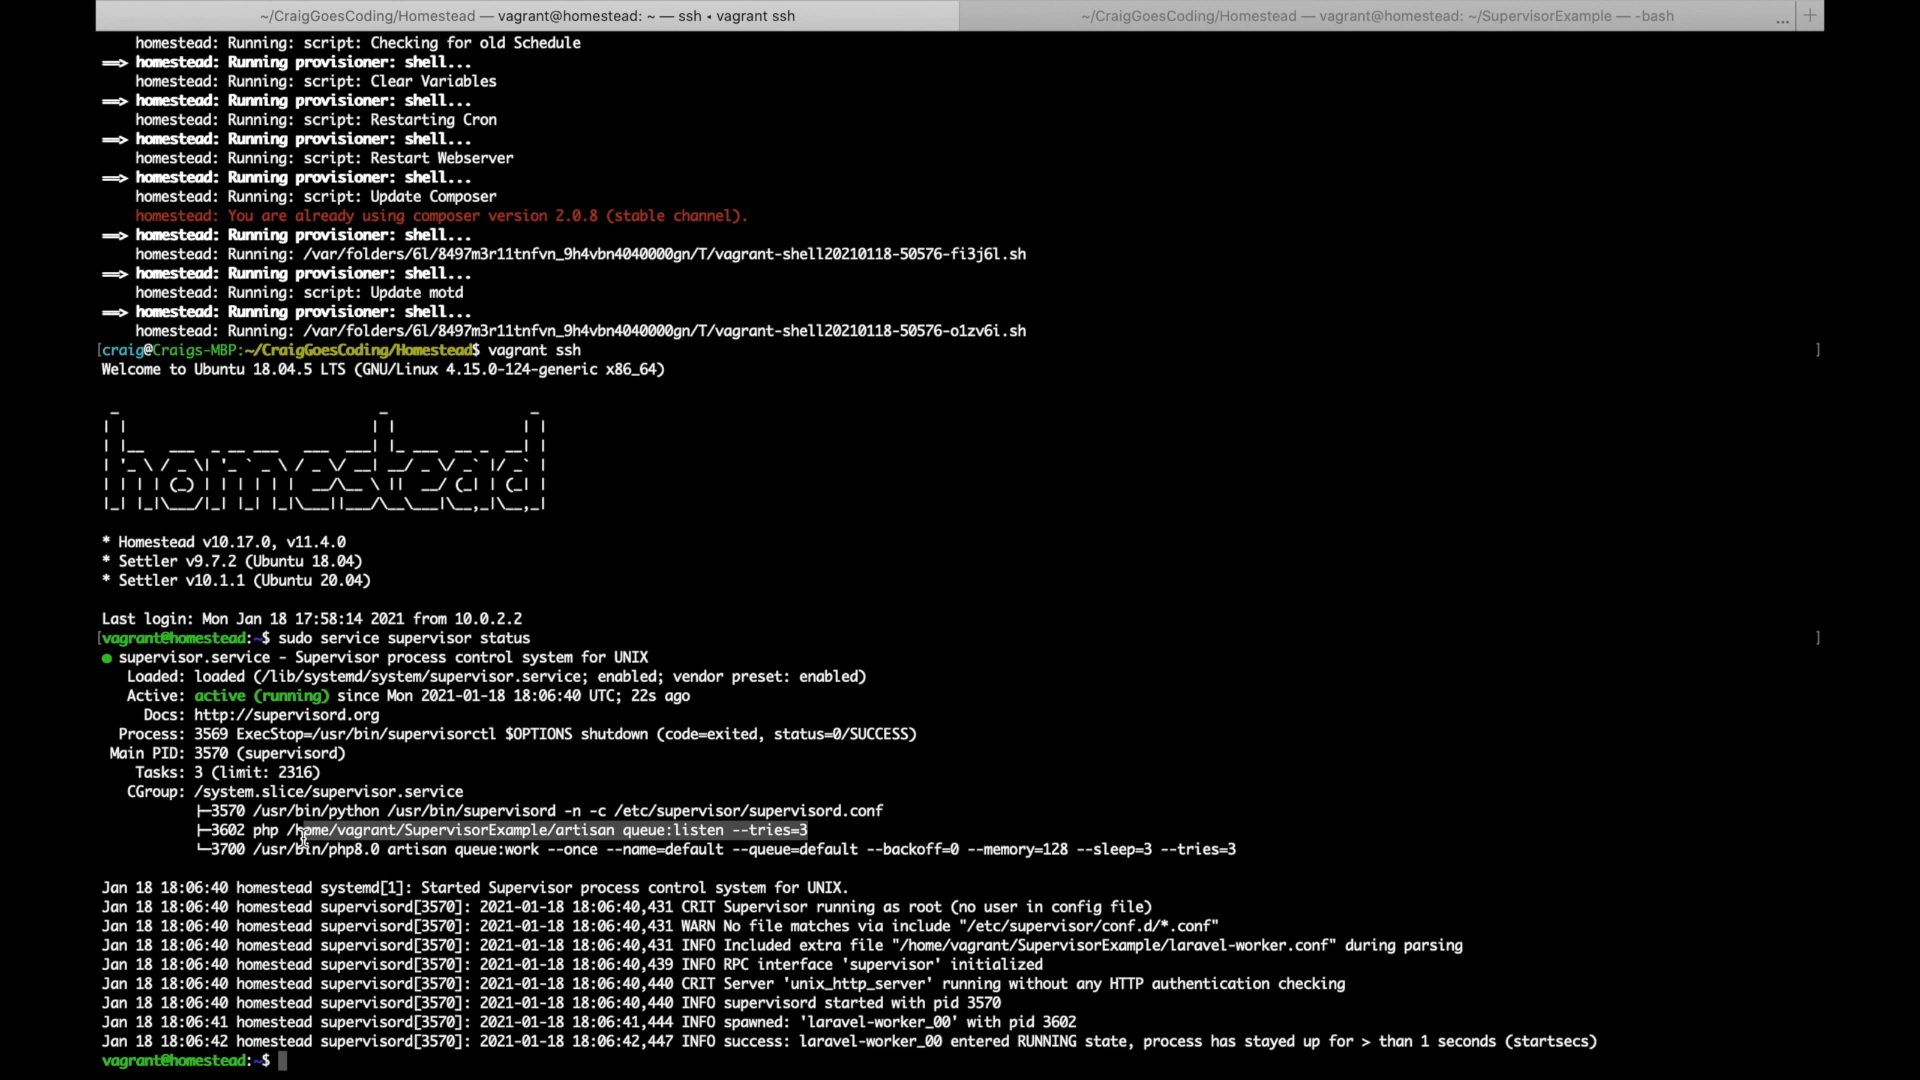 ~/CraigGoesCoding/Homestead — vagrant@homestead: ~ — ssh ◂ vagrant ssh
~/CraigGoesCoding/Homestead — vagrant@homestead: ~/SupervisorExample — -bash
... +
homestead: Running: script: Checking for old Schedule
==> homestead: Running provisioner: shell...
homestead: Running: script: Clear Variables
==> homestead: Running provisioner: shell...
homestead: Running: script: Restarting Cron
==> homestead: Running provisioner: shell...
homestead: Running: script: Restart Webserver
==> homestead: Running provisioner: shell...
homestead: Running: script: Update Composer
homestead: You are already using composer version 2.0.8 (stable channel).
==> homestead: Running provisioner: shell...
homestead: Running: /var/folders/6l/8497m3r11tnfvn_9h4vbn4040000gn/T/vagrant-shell20210118-50576-fi3j6l.sh
==> homestead: Running provisioner: shell...
homestead: Running: script: Update motd
==> homestead: Running provisioner: shell...
homestead: Running: /var/folders/6l/8497m3r11tnfvn_9h4vbn4040000gn/T/vagrant-shell20210118-50576-o1zv6i.sh
[craig@Craigs-MBP:~/CraigGoesCoding/Homestead$ vagrant ssh ]
Welcome to Ubuntu 18.04.5 LTS (GNU/Linux 4.15.0-124-generic x86_64)
homestead
* Homestead v10.17.0, v11.4.0
* Settler v9.7.2 (Ubuntu 18.04)
* Settler v10.1.1 (Ubuntu 20.04)
Last login: Mon Jan 18 17:58:14 2021 from 10.0.2.2
[vagrant@homestead:~$ sudo service supervisor status ]
● supervisor.service - Supervisor process control system for UNIX
Loaded: loaded (/lib/systemd/system/supervisor.service; enabled; vendor preset: enabled)
Active: active (running) since Mon 2021-01-18 18:06:40 UTC; 22s ago
Docs: http://supervisord.org
Process: 3569 ExecStop=/usr/bin/supervisorctl $OPTIONS shutdown (code=exited, status=0/SUCCESS)
Main PID: 3570 (supervisord)
Tasks: 3 (limit: 2316)
CGroup: /system.slice/supervisor.service
├─3570 /usr/bin/python /usr/bin/supervisord -n -c /etc/supervisor/supervisord.conf
├─3602 php /home/vagrant/SupervisorExample/artisan queue:listen --tries=3
└─3700 /usr/bin/php8.0 artisan queue:work --once --name=default --queue=default --backoff=0 --memory=128 --sleep=3 --tries=3
Jan 18 18:06:40 homestead systemd[1]: Started Supervisor process control system for UNIX.
Jan 18 18:06:40 homestead supervisord[3570]: 2021-01-18 18:06:40,431 CRIT Supervisor running as root (no user in config file)
Jan 18 18:06:40 homestead supervisord[3570]: 2021-01-18 18:06:40,431 WARN No file matches via include "/etc/supervisor/conf.d/*.conf"
Jan 18 18:06:40 homestead supervisord[3570]: 2021-01-18 18:06:40,431 INFO Included extra file "/home/vagrant/SupervisorExample/laravel-worker.conf" during parsing
Jan 18 18:06:40 homestead supervisord[3570]: 2021-01-18 18:06:40,439 INFO RPC interface 'supervisor' initialized
Jan 18 18:06:40 homestead supervisord[3570]: 2021-01-18 18:06:40,440 CRIT Server 'unix_http_server' running without any HTTP authentication checking
Jan 18 18:06:40 homestead supervisord[3570]: 2021-01-18 18:06:40,440 INFO supervisord started with pid 3570
Jan 18 18:06:41 homestead supervisord[3570]: 2021-01-18 18:06:41,444 INFO spawned: 'laravel-worker_00' with pid 3602
Jan 18 18:06:42 homestead supervisord[3570]: 2021-01-18 18:06:42,447 INFO success: laravel-worker_00 entered RUNNING state, process has stayed up for > than 1 seconds (startsecs)
vagrant@homestead:~$